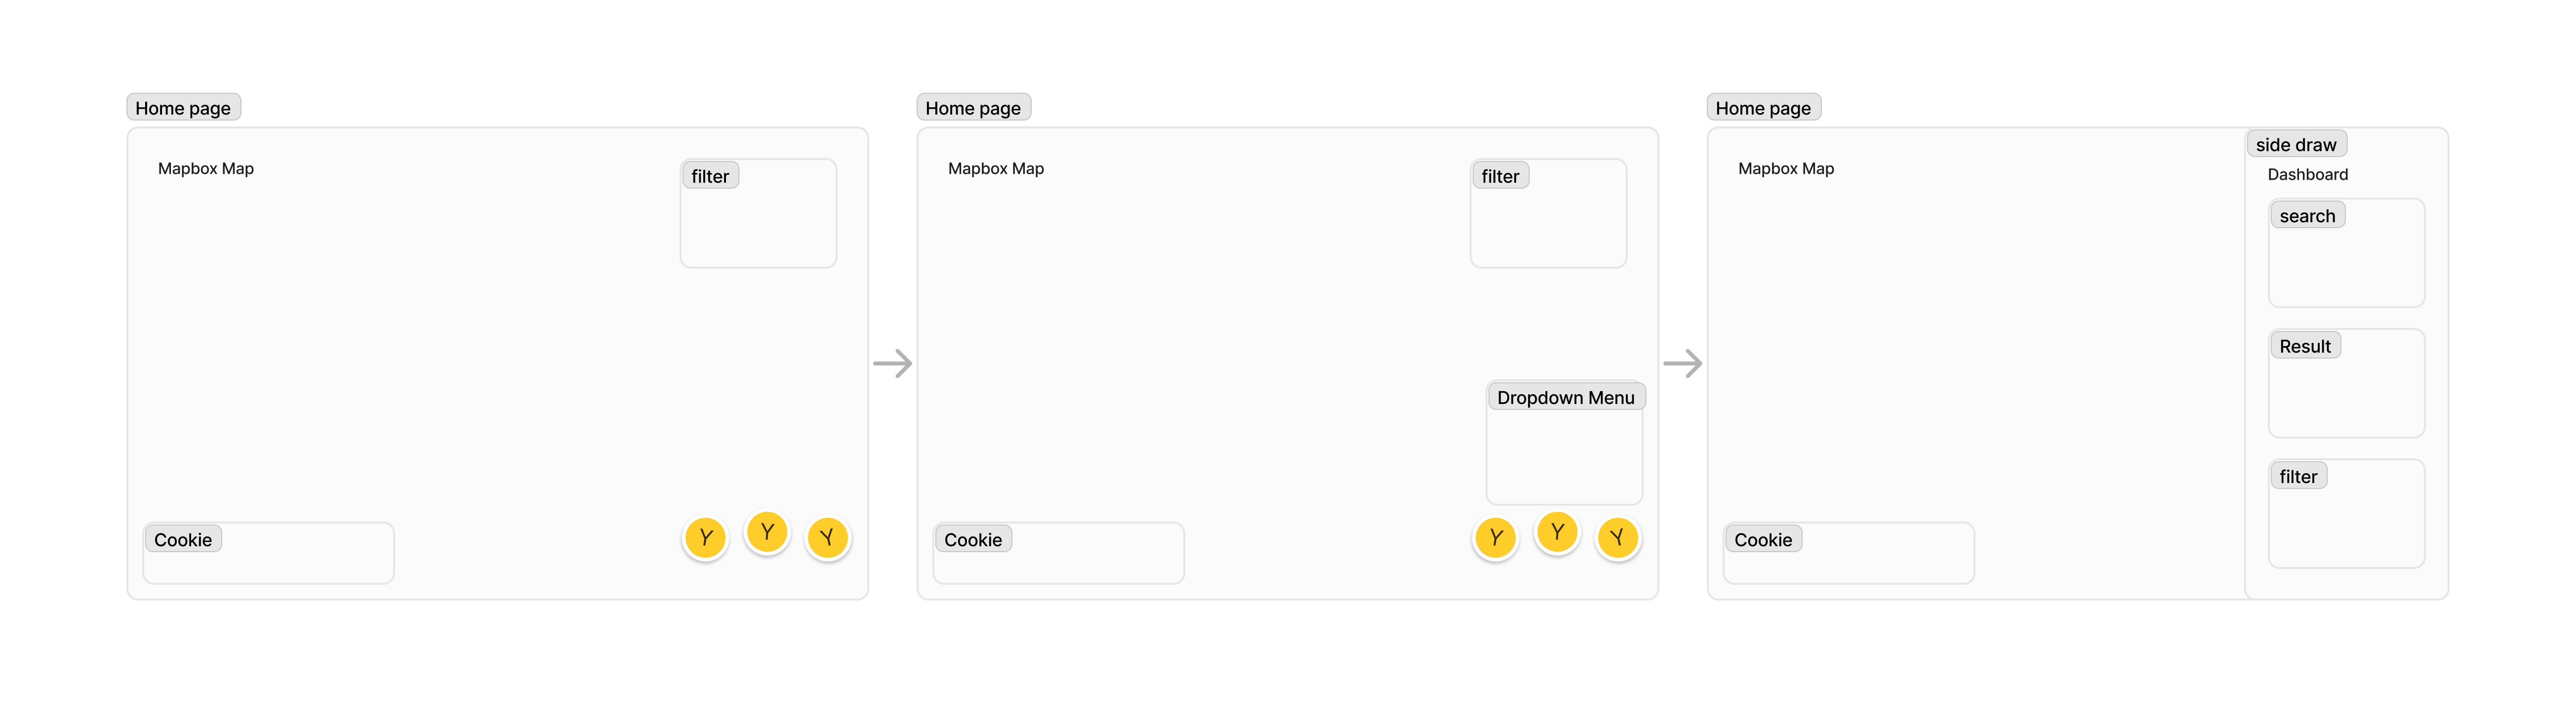 Home page
Mapbox Map
filter
Cookie
Y
Y
Y
Home page
Mapbox Map
filter
Dropdown Menu
Cookie
Y
Y
Y
Home page
Mapbox Map
Cookie
side draw
Dashboard
search
Result
filter